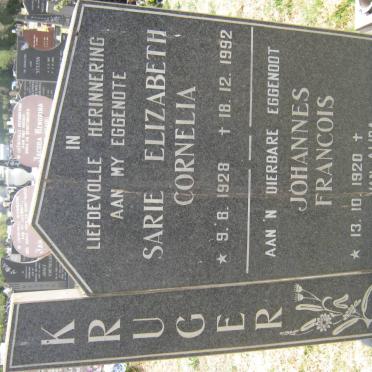 IN
LIEFDEVOLLE HERINNERING
AAN MY EGGENOTE
SARIE ELIZABETH
CORNELIA
★ 9.6.1928 ✝ 18.12.1992
AAN 'N DIERBARE EGGENOOT
JOHANNES
FRANCOIS
★ 13.10.1920 ✝
KRUGER